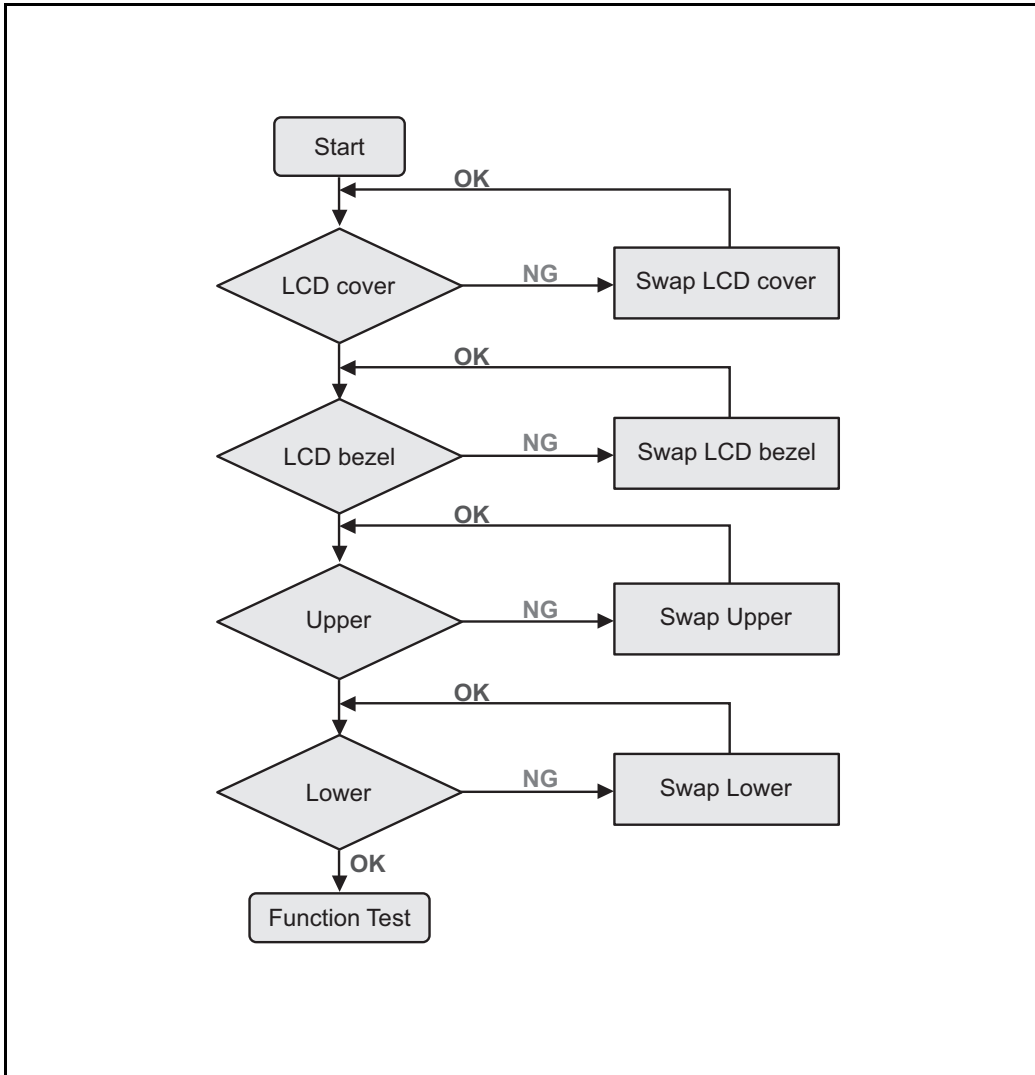 Start
OK
LCD cover
NG
Swap LCD cover
OK
LCD bezel
NG
Swap LCD bezel
OK
Upper
NG
Swap Upper
OK
Lower
NG
Swap Lower
OK
Function Test